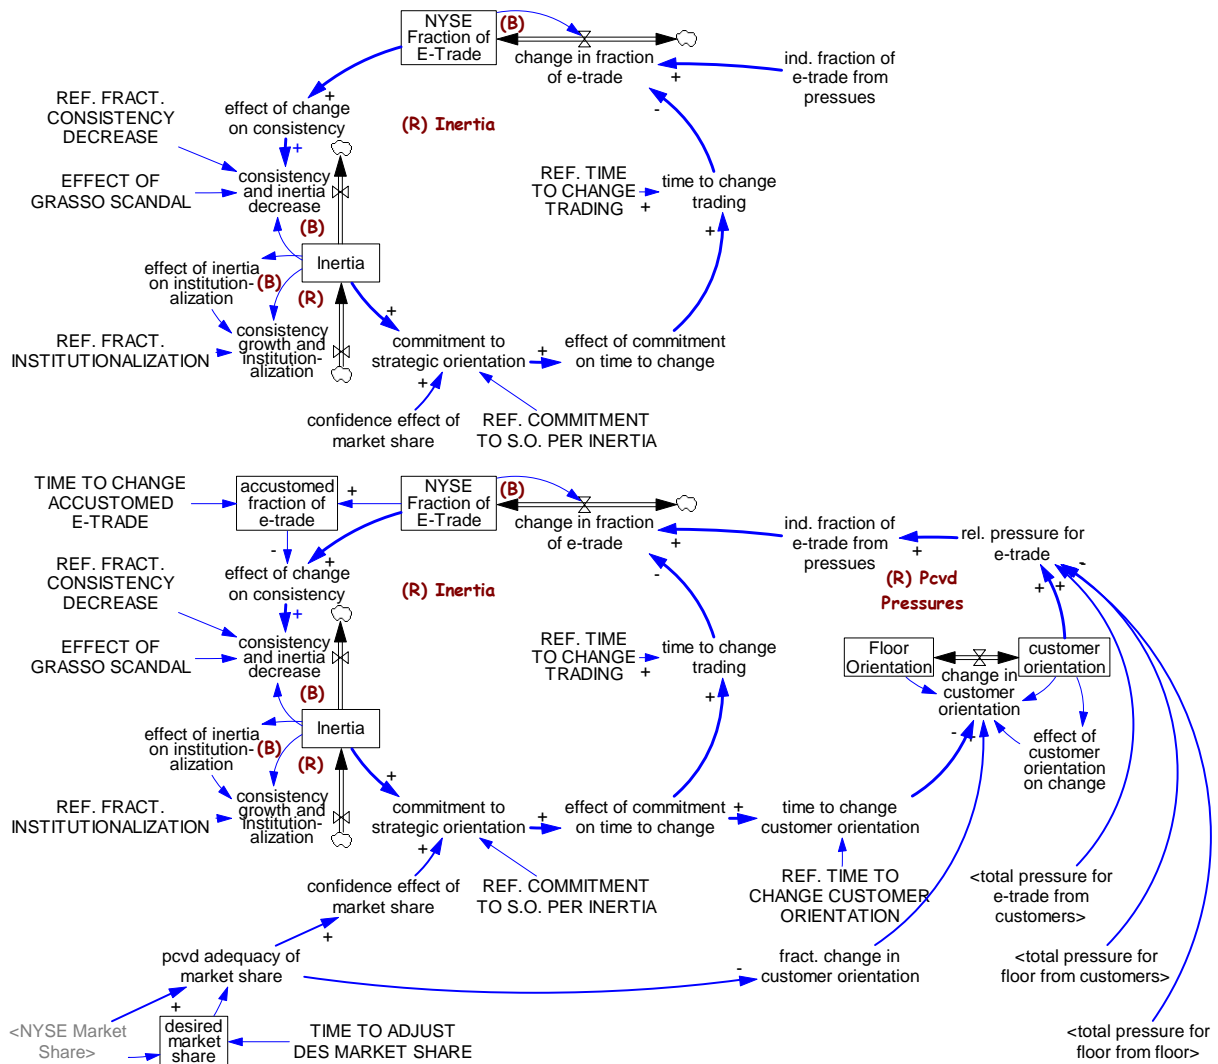 NYSE
Fraction of
E-Trade
(B)
change in fraction
of e-trade
+
ind. fraction of
e-trade from
pressues
REF. FRACT.
CONSISTENCY
DECREASE
effect of change
on consistency
+
(R) Inertia
-
+
EFFECT OF
GRASSO SCANDAL
consistency
and inertia
decrease
REF. TIME
TO CHANGE
TRADING
+
time to change
trading
+
(B)
Inertia
effect of inertia
on institution-
alization
(B)
(R)
+
REF. FRACT.
INSTITUTIONALIZATION
consistency
growth and
institution-
alization
commitment to
strategic orientation
+
effect of commitment
on time to change
+
confidence effect of
market share
REF. COMMITMENT
TO S.O. PER INERTIA
TIME TO CHANGE
ACCUSTOMED
E-TRADE
accustomed
fraction of
e-trade
+
NYSE
Fraction of
E-Trade
(B)
change in fraction
of e-trade
+
ind. fraction of
e-trade from
pressues
+
rel. pressure for
e-trade
-
-
+
REF. FRACT.
CONSISTENCY
DECREASE
effect of change
on consistency
+
(R) Inertia
-
(R) Pcvd
Pressures
+
+
EFFECT OF
GRASSO SCANDAL
consistency
and inertia
decrease
REF. TIME
TO CHANGE
TRADING
+
time to change
trading
+
Floor
Orientation
customer
orientation
change in
customer
orientation
(B)
Inertia
effect of inertia
on institution-
alization
(B)
(R)
+
-
+
effect of
customer
orientation
on change
REF. FRACT.
INSTITUTIONALIZATION
consistency
growth and
institution-
alization
commitment to
strategic orientation
+
effect of commitment
on time to change
+
time to change
customer orientation
+
confidence effect of
market share
REF. COMMITMENT
TO S.O. PER INERTIA
REF. TIME TO
CHANGE CUSTOMER
ORIENTATION
<total pressure for
e-trade from
customers>
+
pcvd adequacy of
market share
-
fract. change in
customer orientation
<total pressure for
floor from customers>
+
<NYSE Market
Share>
desired
market
share
TIME TO ADJUST
DES MARKET SHARE
<total pressure for
floor from floor>